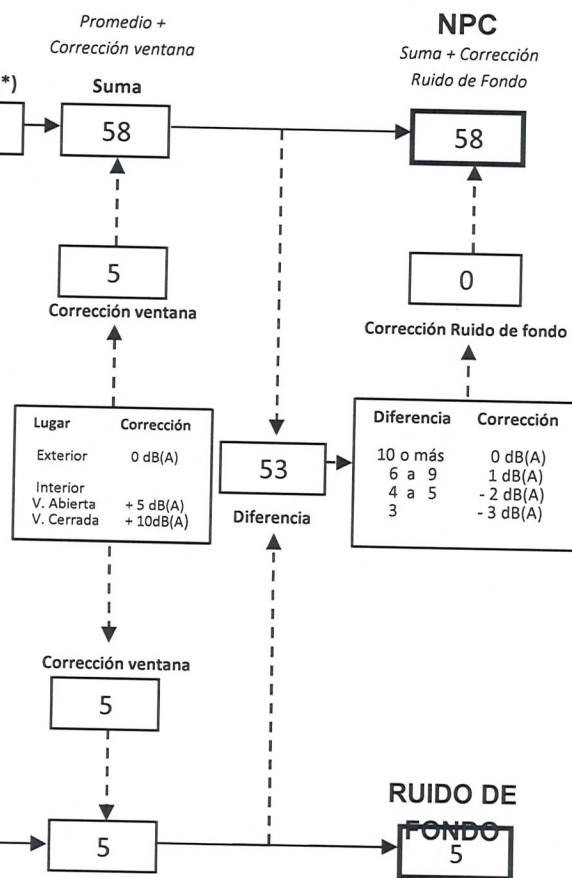 Promedio +
Corrección ventana
NPC
Suma + Corrección
Ruido de Fondo
*)
Suma
58
58
5
0
Corrección ventana
Corrección Ruido de fondo
Lugar Corrección
Exterior 0 dB(A)
Interior
V. Abierta + 5 dB(A)
V. Cerrada + 10dB(A)
53
Diferencia
Diferencia Corrección
10 o más 0 dB(A)
6 a 9 1 dB(A)
4 a 5 - 2 dB(A)
3 - 3 dB(A)
Corrección ventana
5
RUIDO DE
FONDO
5
5